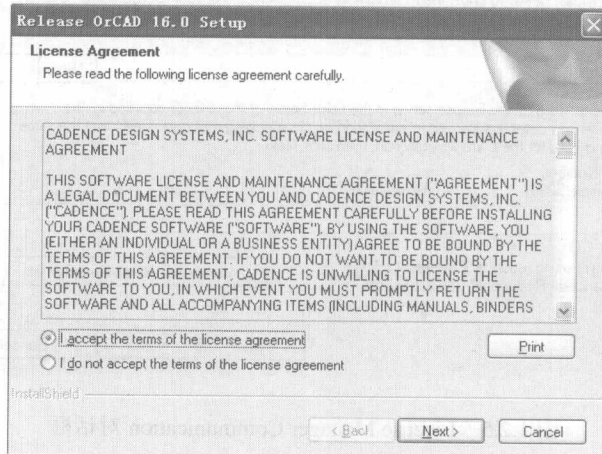 Release OrCAD 16.0 Setup
License Agreement
Please read the following license agreement carefully.
CADENCE DESIGN SYSTEMS, INC. SOFTWARE LICENSE AND MAINTENANCE
AGREEMENT
THIS SOFTWARE LICENSE AND MAINTENANCE AGREEMENT ("AGREEMENT") IS
A LEGAL DOCUMENT BETWEEN YOU AND CADENCE DESIGN SYSTEMS, INC.
("CADENCE"). PLEASE READ THIS AGREEMENT CAREFULLY BEFORE INSTALLING
YOUR CADENCE SOFTWARE ("SOFTWARE"). BY USING THE SOFTWARE, YOU
(EITHER AN INDIVIDUAL OR A BUSINESS ENTITY) AGREE TO BE BOUND BY THE
TERMS OF THIS AGREEMENT. IF YOU DO NOT WANT TO BE BOUND BY THE
TERMS OF THIS AGREEMENT, CADENCE IS UNWILLING TO LICENSE THE
SOFTWARE TO YOU, IN WHICH EVENT YOU MUST PROMPTLY RETURN THE
SOFTWARE AND ALL ACCOMPANYING ITEMS (INCLUDING MANUALS, BINDERS
I accept the terms of the license agreement
Print
I do not accept the terms of the license agreement
InstallShield
< Back Next > Cancel